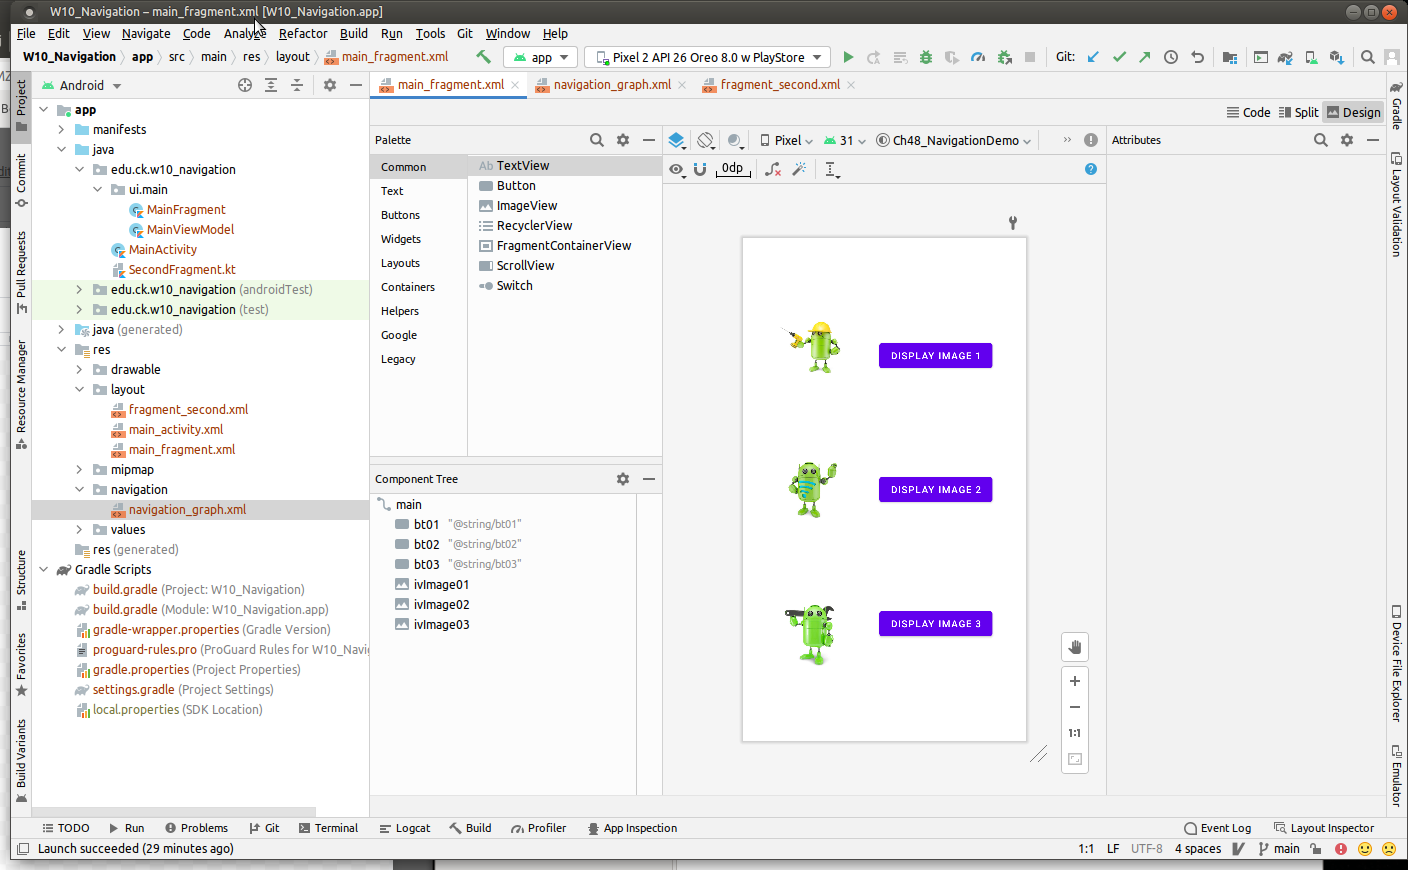 W10_Navigation – main_fragment.xml [W10_Navigation.app]
File Edit View Navigate Code Analyze Refactor Build Run Tools Git Window Help
W10_Navigation app src main res layout main_fragment.xml app Pixel 2 API 26 Oreo 8.0 w PlayStore Git:
Project
Commit
Pull Requests
Resource Manager
Structure
Favorites
Build Variants
Android
app
manifests
java
edu.ck.w10_navigation
ui.main
MainFragment
MainViewModel
MainActivity
SecondFragment.kt
edu.ck.w10_navigation (androidTest)
edu.ck.w10_navigation (test)
java (generated)
res
drawable
layout
fragment_second.xml
main_activity.xml
main_fragment.xml
mipmap
navigation
navigation_graph.xml
values
res (generated)
Gradle Scripts
build.gradle (Project: W10_Navigation)
build.gradle (Module: W10_Navigation.app)
gradle-wrapper.properties (Gradle Version)
proguard-rules.pro (ProGuard Rules for W10_Navi
gradle.properties (Project Properties)
settings.gradle (Project Settings)
local.properties (SDK Location)
main_fragment.xml navigation_graph.xml fragment_second.xml
Code Split Design
Palette
Common
Text
Buttons
Widgets
Layouts
Containers
Helpers
Google
Legacy
Ab TextView
Button
ImageView
RecyclerView
FragmentContainerView
ScrollView
Switch
Component Tree
main
bt01 "@string/bt01"
bt02 "@string/bt02"
bt03 "@string/bt03"
ivImage01
ivImage02
ivImage03
Pixel 31 Ch48_NavigationDemo
0dp
DISPLAY IMAGE 1
DISPLAY IMAGE 2
DISPLAY IMAGE 3
1:1
Attributes
Gradle
Layout Validation
Device File Explorer
Emulator
TODO Run Problems Git Terminal Logcat Build Profiler App Inspection Event Log Layout Inspector
Launch succeeded (29 minutes ago) 1:1 LF UTF-8 4 spaces main